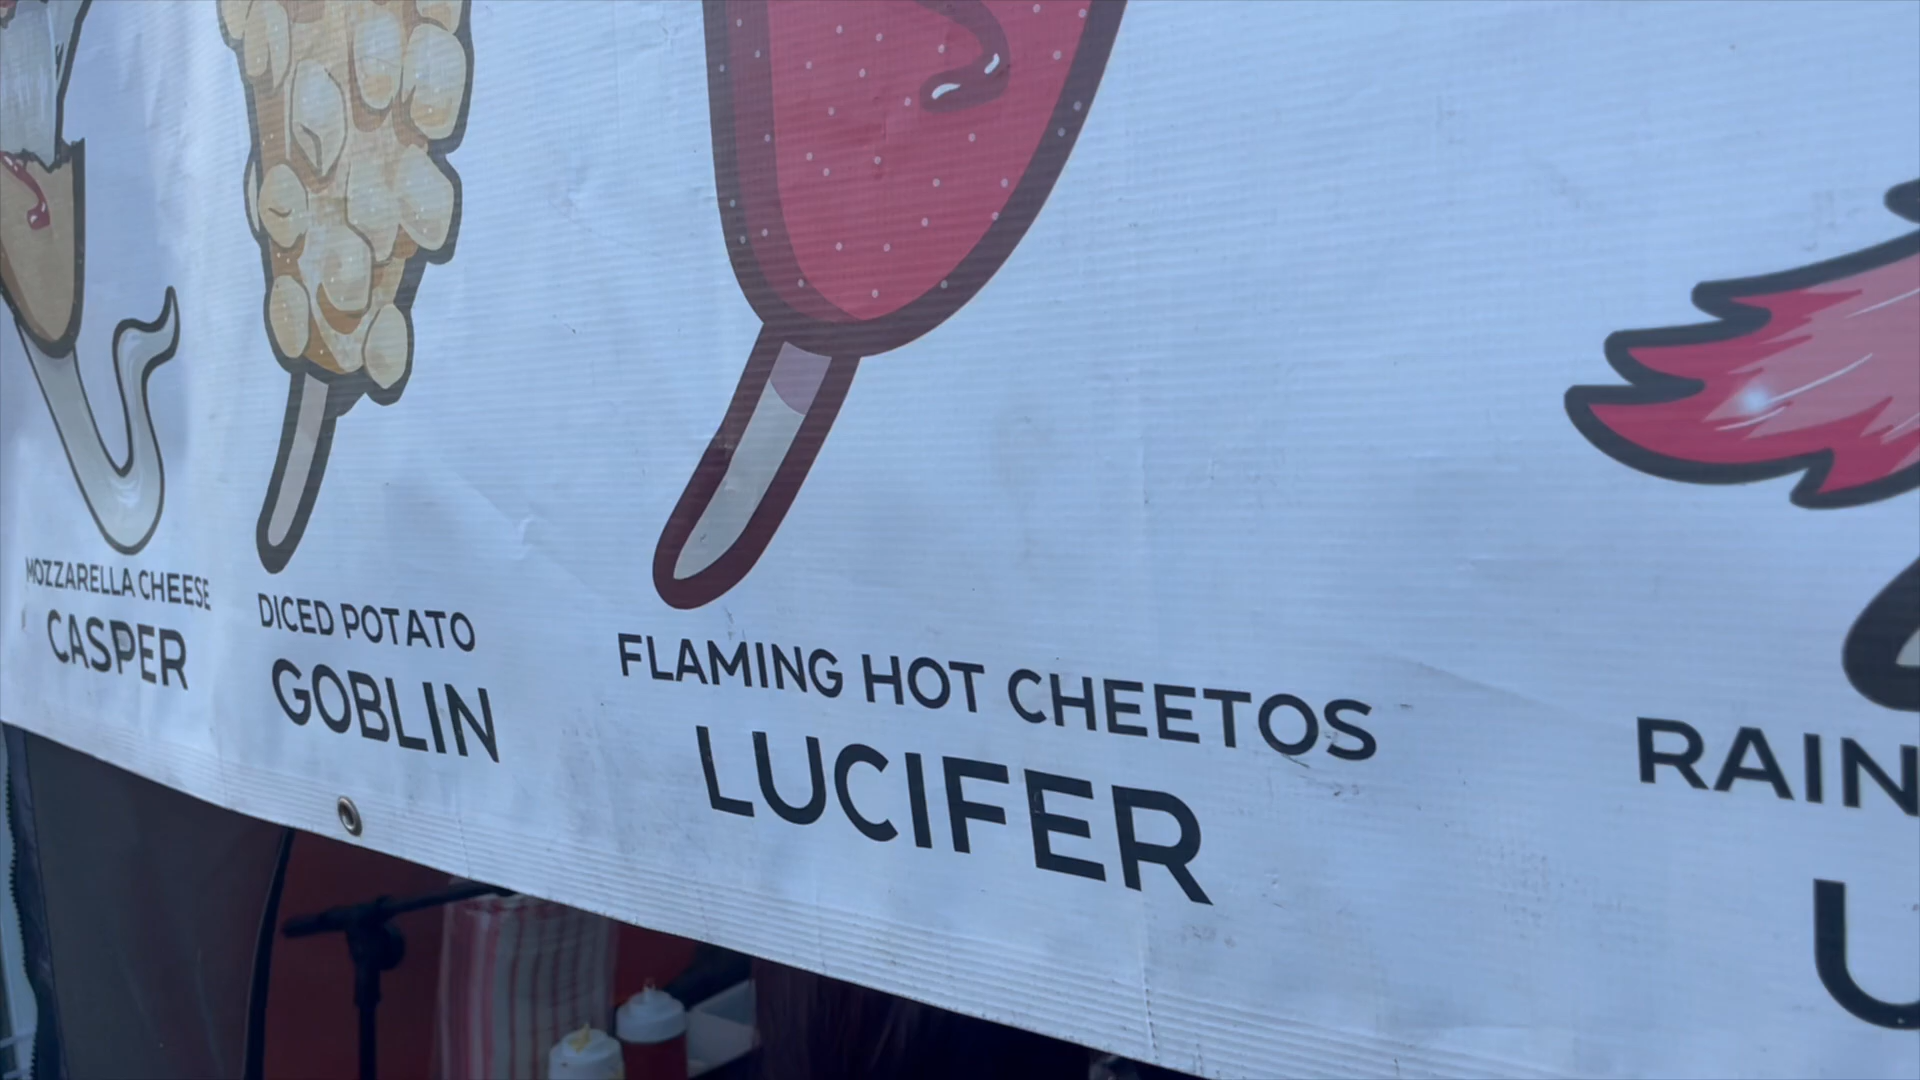 MOZZARELLA CHEESE
CASPER
DICED POTATO
GOBLIN
FLAMING HOT CHEETOS
LUCIFER
RAIN
U